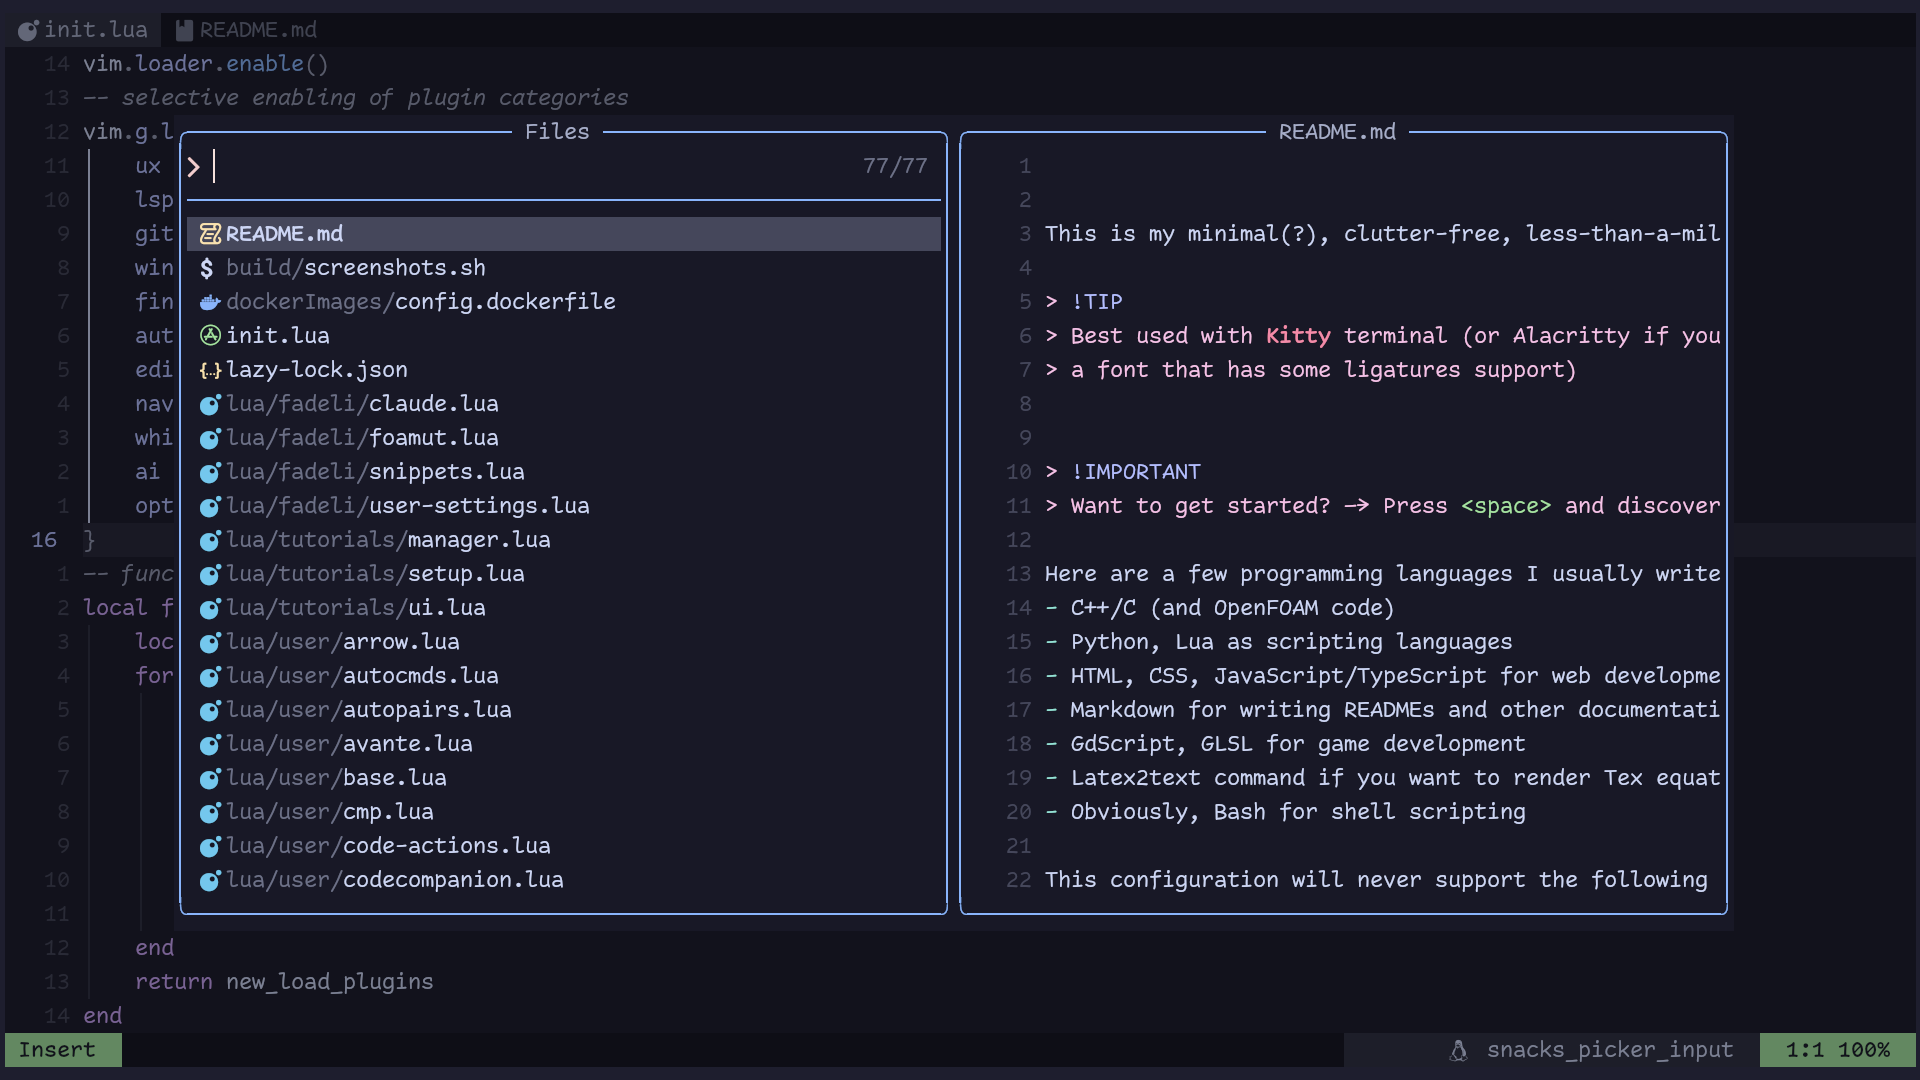 init.lua README.md
14 vim.loader.enable()
13 -- selective enabling of plugin categories
12 vim.g.l
11 ux
10 lsp
9 git
8 win
7 fin
6 aut
5 edi
4 nav
3 whi
2 ai
1 opt
16 }
1 -- func
2 local f
3 loc
4 for
5
6
7
8
9
10
11
12 end
13 return new_load_plugins
14 end
Files
> 77/77
README.md
build/screenshots.sh
dockerImages/config.dockerfile
init.lua
lazy-lock.json
lua/fadeli/claude.lua
lua/fadeli/foamut.lua
lua/fadeli/snippets.lua
lua/fadeli/user-settings.lua
lua/tutorials/manager.lua
lua/tutorials/setup.lua
lua/tutorials/ui.lua
lua/user/arrow.lua
lua/user/autocmds.lua
lua/user/autopairs.lua
lua/user/avante.lua
lua/user/base.lua
lua/user/cmp.lua
lua/user/code-actions.lua
lua/user/codecompanion.lua
README.md
1
2
3 This is my minimal(?), clutter-free, less-than-a-mil
4
5 > !TIP
6 > Best used with Kitty terminal (or Alacritty if you
7 > a font that has some ligatures support)
8
9
10 > !IMPORTANT
11 > Want to get started? -> Press <space> and discover
12
13 Here are a few programming languages I usually write
14 - C++/C (and OpenFOAM code)
15 - Python, Lua as scripting languages
16 - HTML, CSS, JavaScript/TypeScript for web developme
17 - Markdown for writing READMEs and other documentati
18 - GdScript, GLSL for game development
19 - Latex2text command if you want to render Tex equat
20 - Obviously, Bash for shell scripting
21
22 This configuration will never support the following
Insert snacks_picker_input 1:1 100%